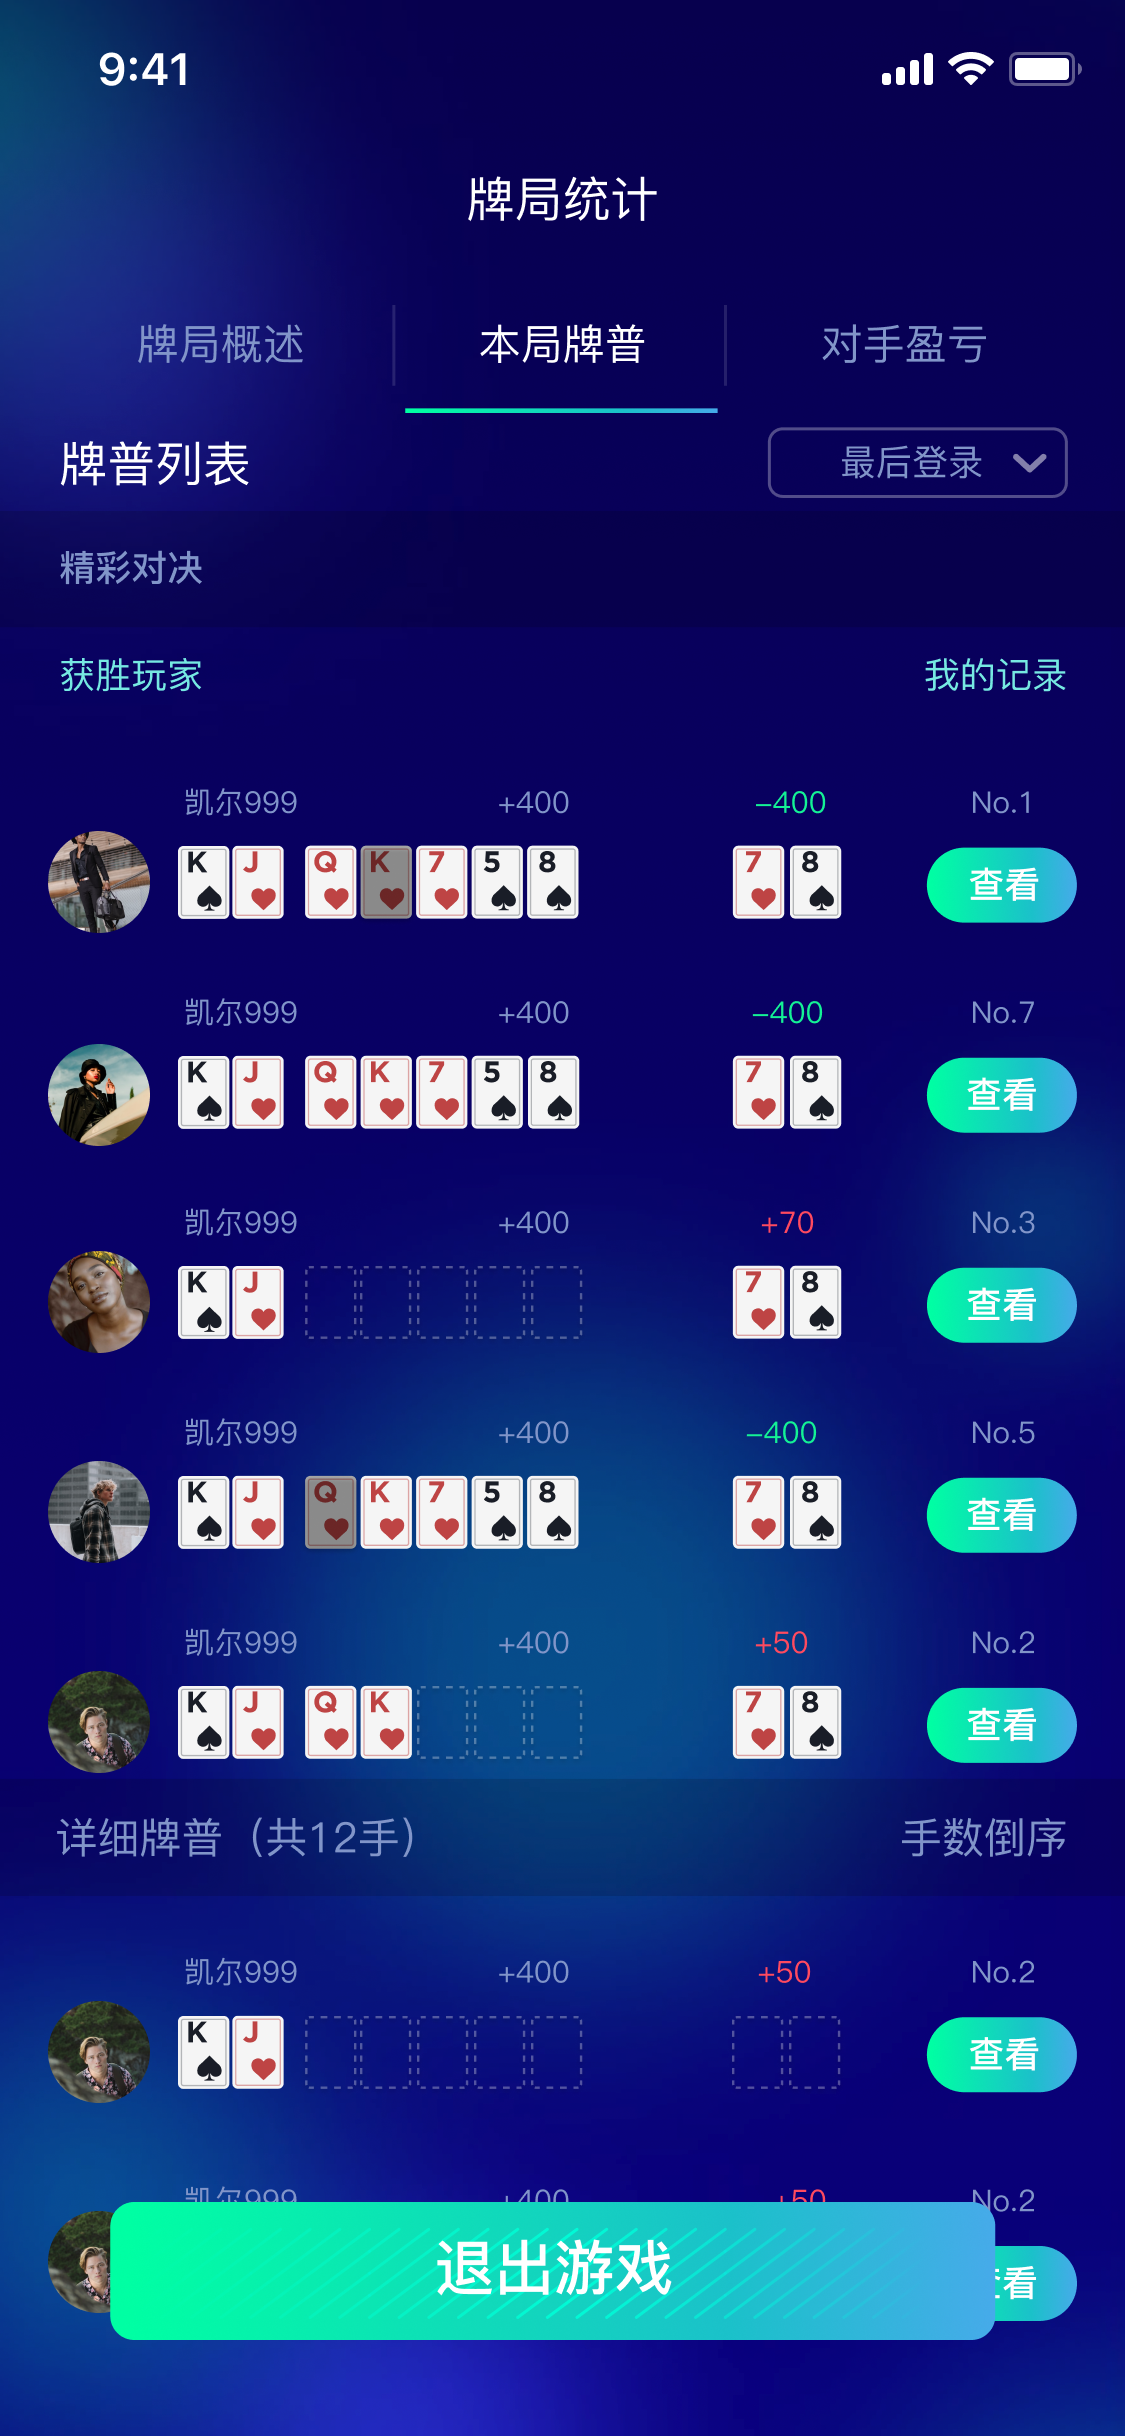 9:41
牌局统计
牌局概述 本局牌普 对手盈亏
牌普列表 最后登录
精彩对决
获胜玩家 我的记录
凯尔999 +400 -400 No.1
K J Q K 7 5 8 7 8 查看
凯尔999 +400 -400 No.7
K J Q K 7 5 8 7 8 查看
凯尔999 +400 +70 No.3
K J 7 8 查看
凯尔999 +400 -400 No.5
K J Q K 7 5 8 7 8 查看
凯尔999 +400 +50 No.2
K J Q K 7 8 查看
详细牌普（共12手） 手数倒序
凯尔999 +400 +50 No.2
K J 查看
凯尔999 +400 +50 No.2
退出游戏 查看